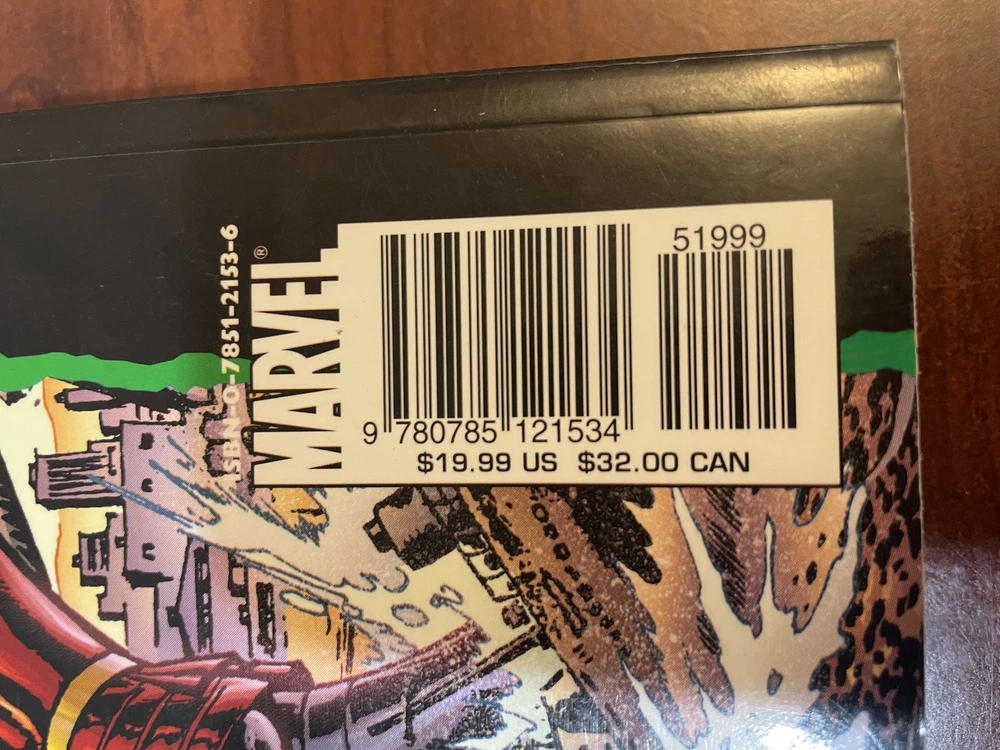 ISBN-0-7851-2153-6
MARVEL®
51999
9 780785 121534
$19.99 US $32.00 CAN